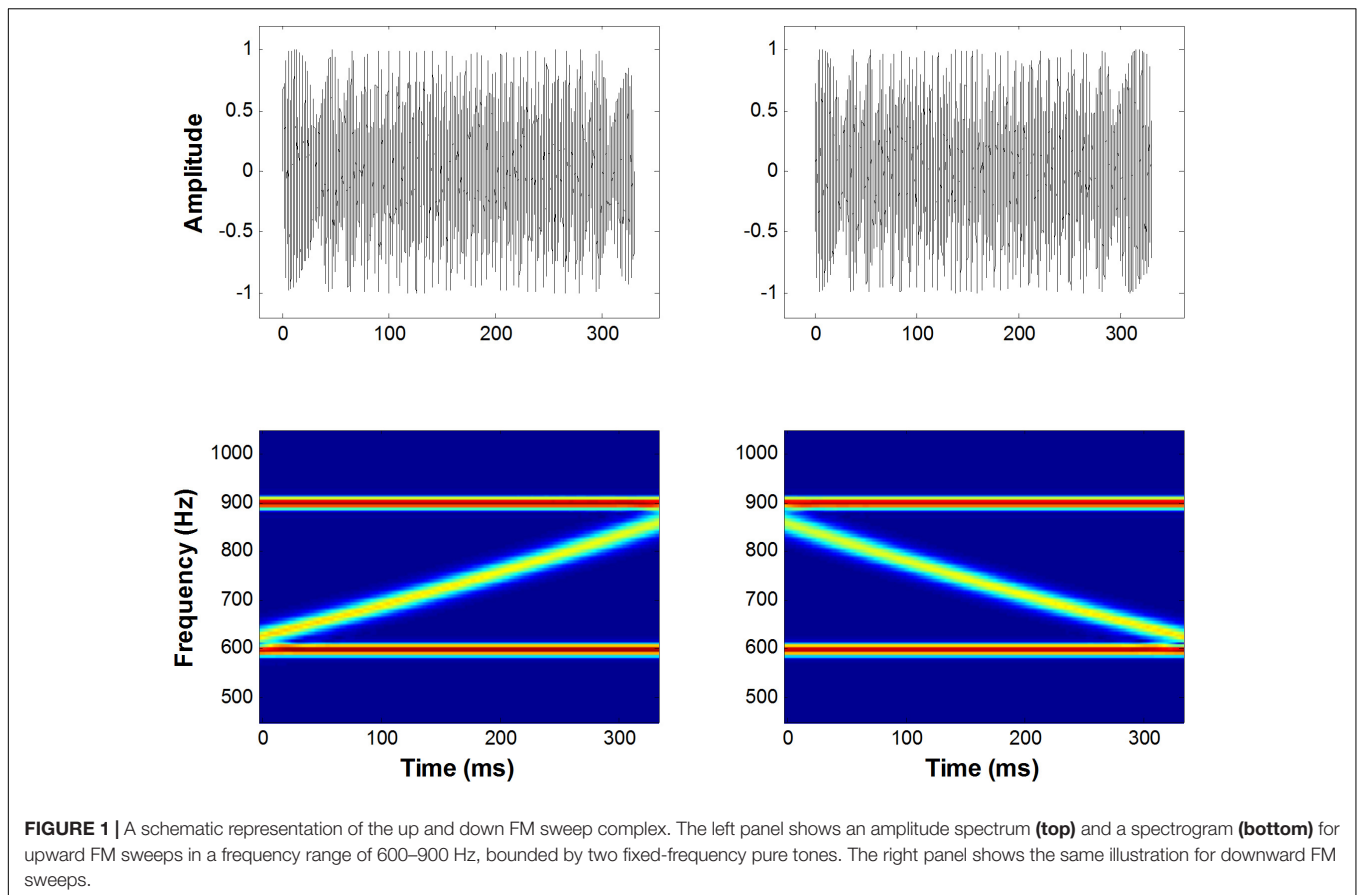 1
0.5
0
-0.5
-1
Amplitude
0 100 200 300
1
0.5
0
-0.5
-1
0 100 200 300
1000
900
800
700
600
500
Frequency (Hz)
0 100 200 300
Time (ms)
1000
900
800
700
600
500
0 100 200 300
Time (ms)
FIGURE 1 | A schematic representation of the up and down FM sweep complex. The left panel shows an amplitude spectrum (top) and a spectrogram (bottom) for
upward FM sweeps in a frequency range of 600–900 Hz, bounded by two fixed-frequency pure tones. The right panel shows the same illustration for downward FM
sweeps.